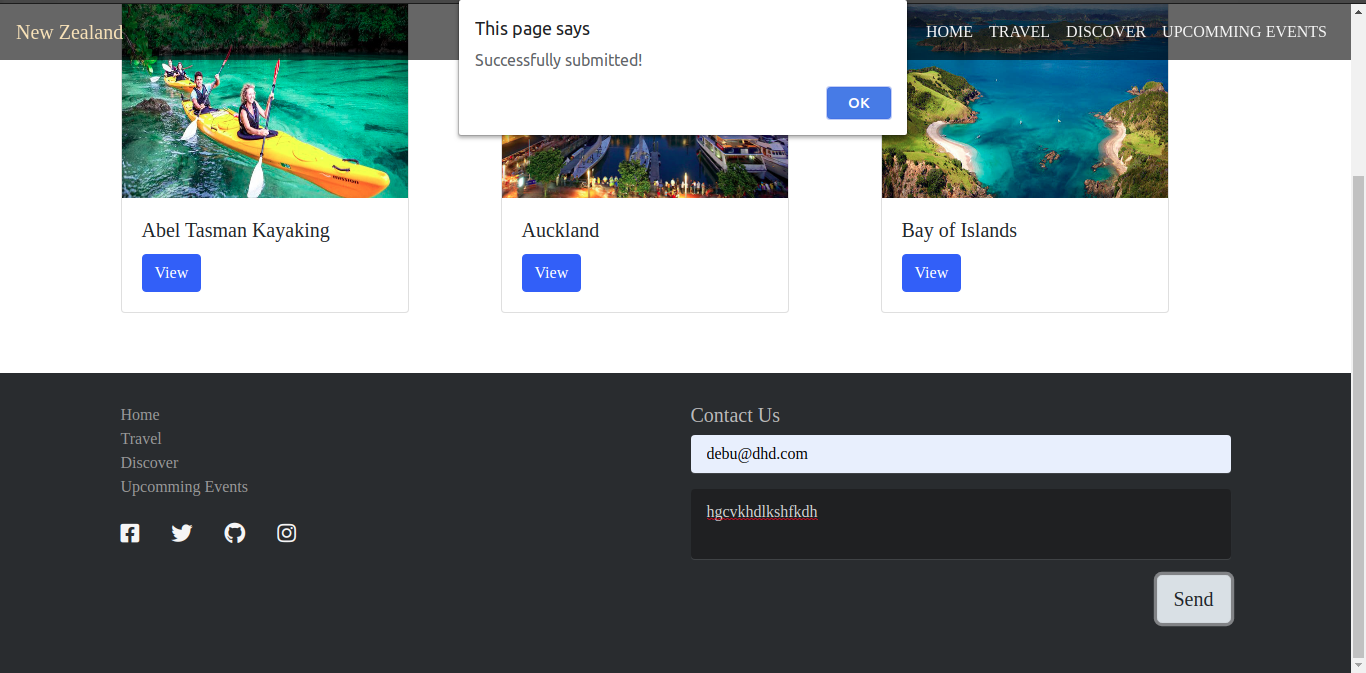 New Zealand
HOME TRAVEL DISCOVER UPCOMMING EVENTS
This page says
Successfully submitted!
OK
Abel Tasman Kayaking
View
Auckland
View
Bay of Islands
View
Home
Travel
Discover
Upcomming Events
Contact Us
debu@dhd.com
hgcvkhdlkshfkdh
Send